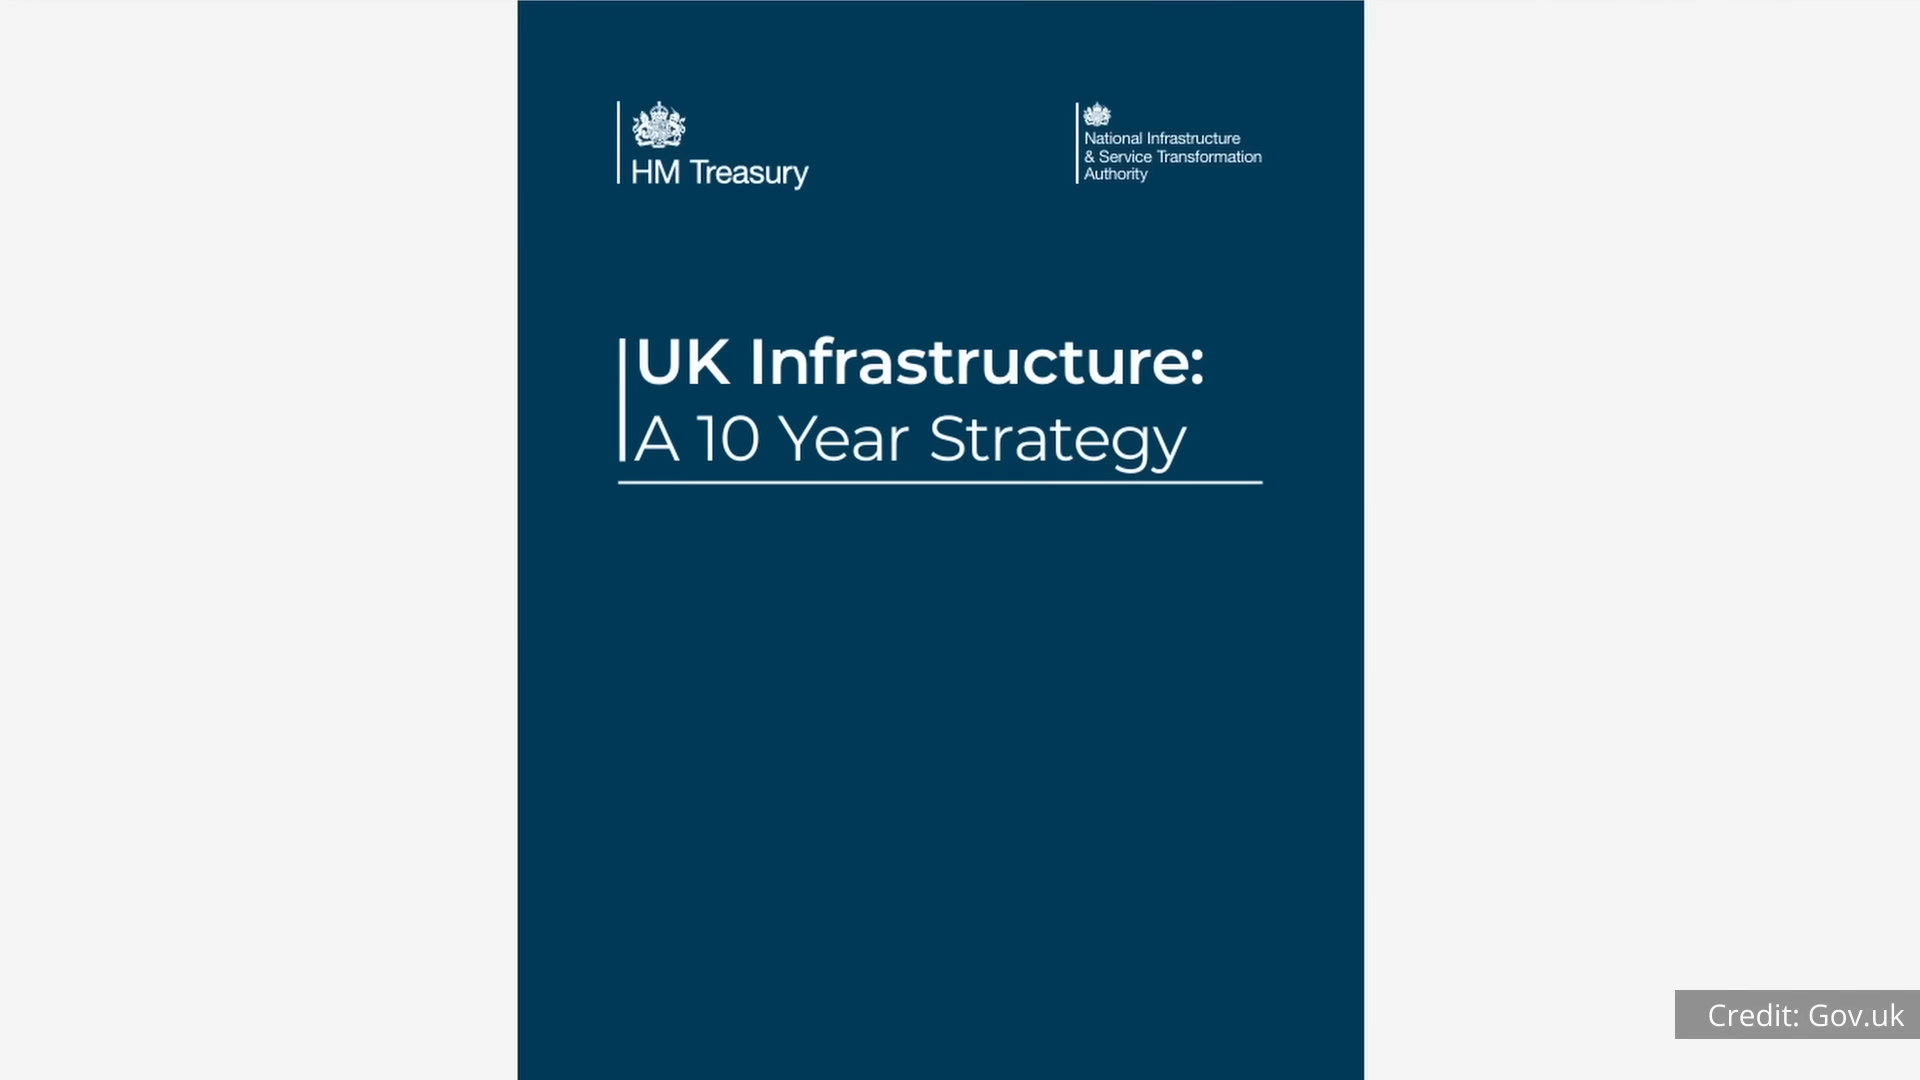 HM Treasury
National Infrastructure
& Service Transformation
Authority
UK Infrastructure:
A 10 Year Strategy
Credit: Gov.uk